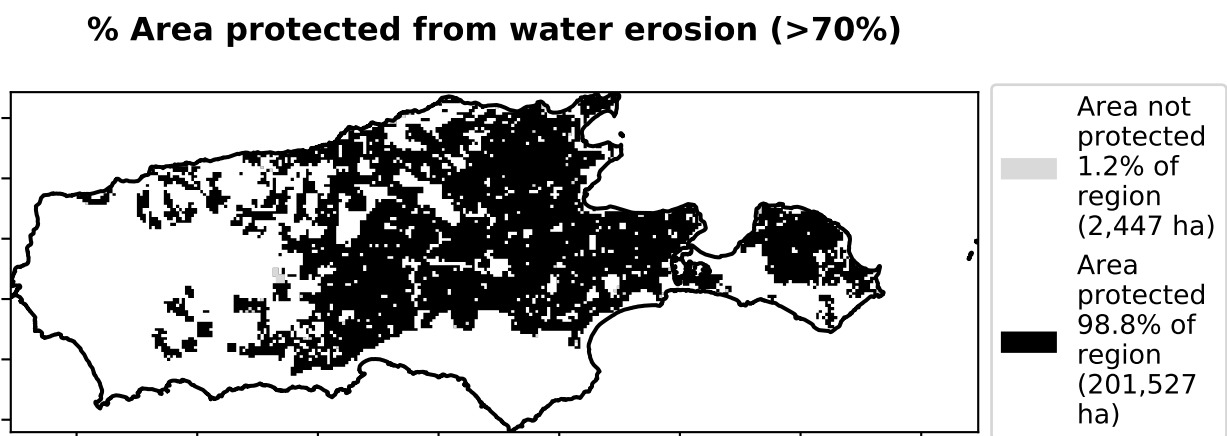 % Area protected from water erosion (>70%)
Area not
protected
1.2% of
region
(2,447 ha)
Area
protected
98.8% of
region
(201,527
ha)